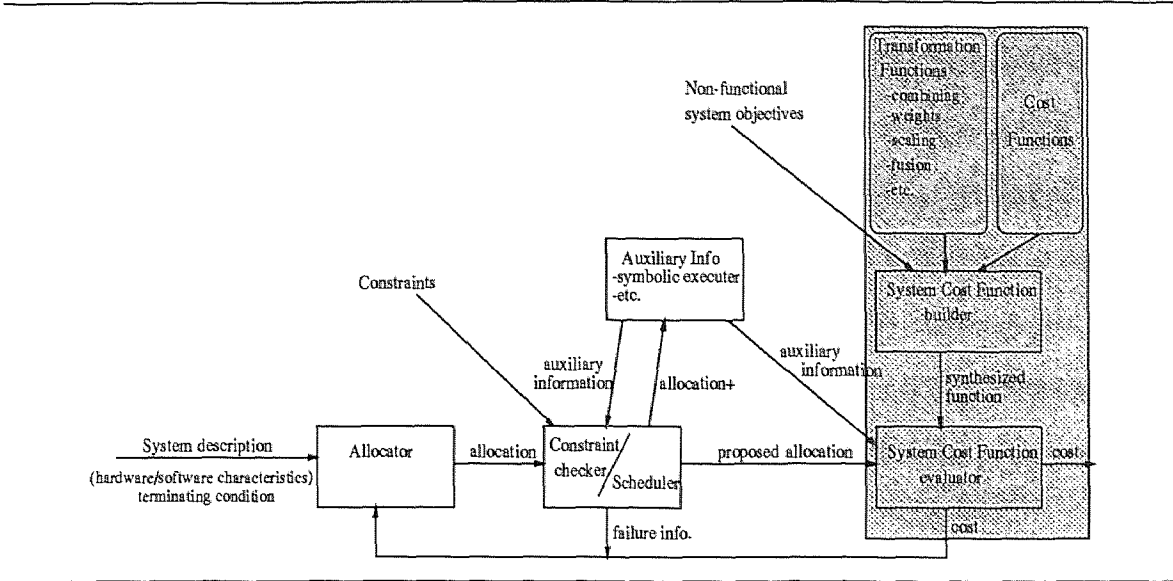 Transformation
Functions
-combining
-weights
-scaling
-fusion
-etc.
Cost
Functions
Non-functional
system objectives
Auxiliary Info
-symbolic executer
-etc.
Constraints
System Cost Function
builder
auxiliary
information
allocation+
auxiliary
information
synthesized
function
System description
(hardware/software characteristics)
terminating condition
Allocator
allocation
Constraint
checker
Scheduler
proposed allocation
System Cost Function
evaluator
cost
failure info.
cost